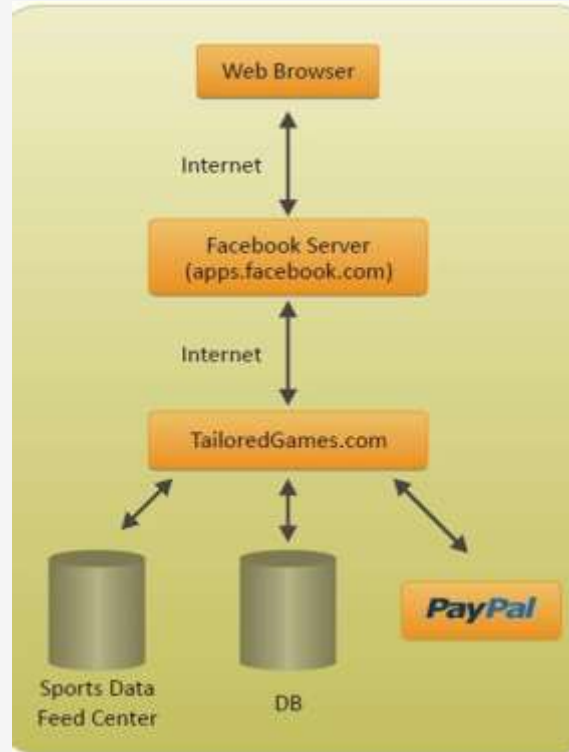 Web Browser
Internet
Facebook Server
(apps.facebook.com)
Internet
TailoredGames.com
PayPal
Sports Data
Feed Center
DB